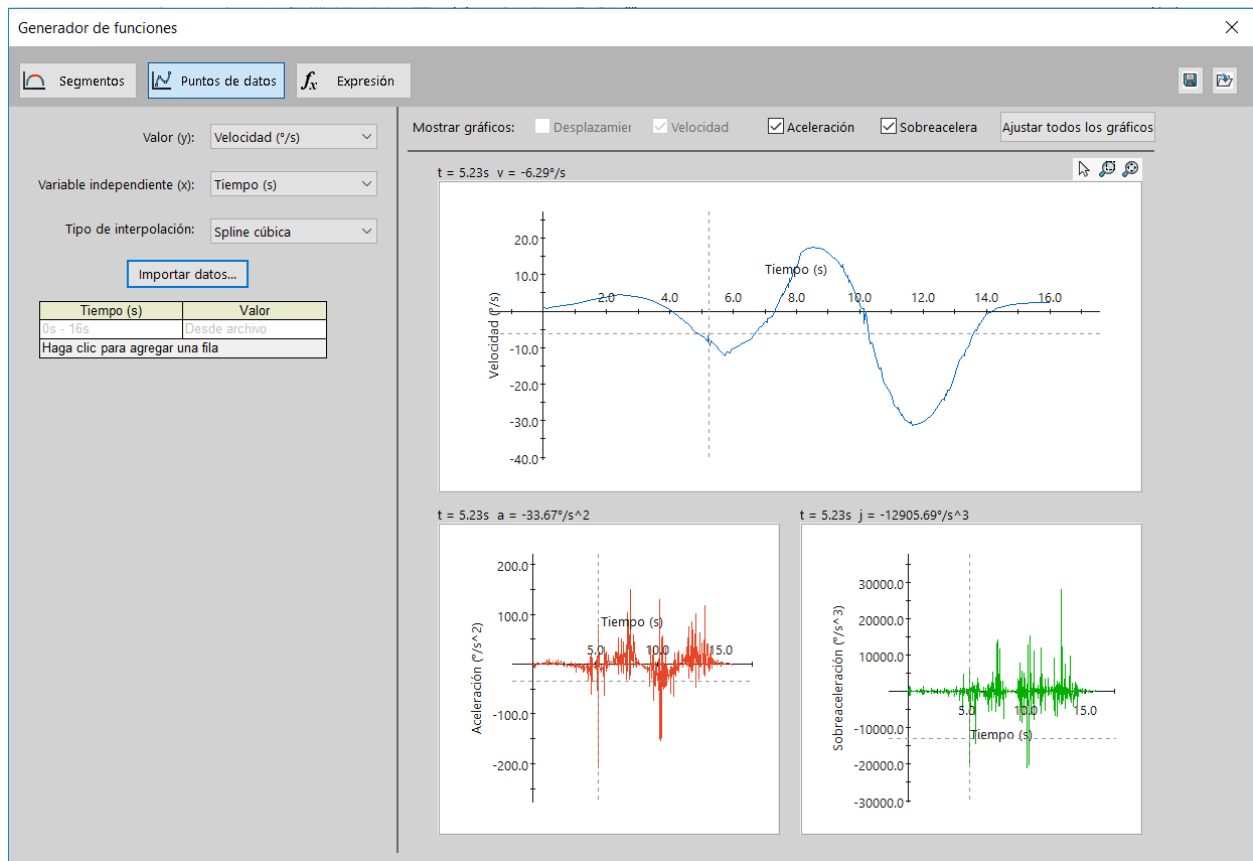 Generador de funciones
Segmentos
Puntos de datos
fx Expresión
Valor (y): Velocidad (°/s)
Variable independiente (x): Tiempo (s)
Tipo de interpolación: Spline cúbica
Importar datos...
Tiempo (s) Valor
0s - 16s Desde archivo
Haga clic para agregar una fila
Mostrar gráficos: Desplazamier Velocidad Aceleración Sobreacelera Ajustar todos los gráficos
t = 5.23s v = -6.29°/s
Velocidad (°/s)
20.0
10.0
-10.0
-20.0
-30.0
-40.0
Tiempo (s)
2.0 4.0 6.0 8.0 10.0 12.0 14.0 16.0
t = 5.23s a = -33.67°/s^2
Aceleración (°/s^2)
200.0
100.0
-100.0
-200.0
Tiempo (s)
5.0 10.0 15.0
t = 5.23s j = -12905.69°/s^3
Sobreaceleración (°/s^3)
30000.0
20000.0
10000.0
-10000.0
-20000.0
-30000.0
5.0 10.0 15.0
Tiempo (s)